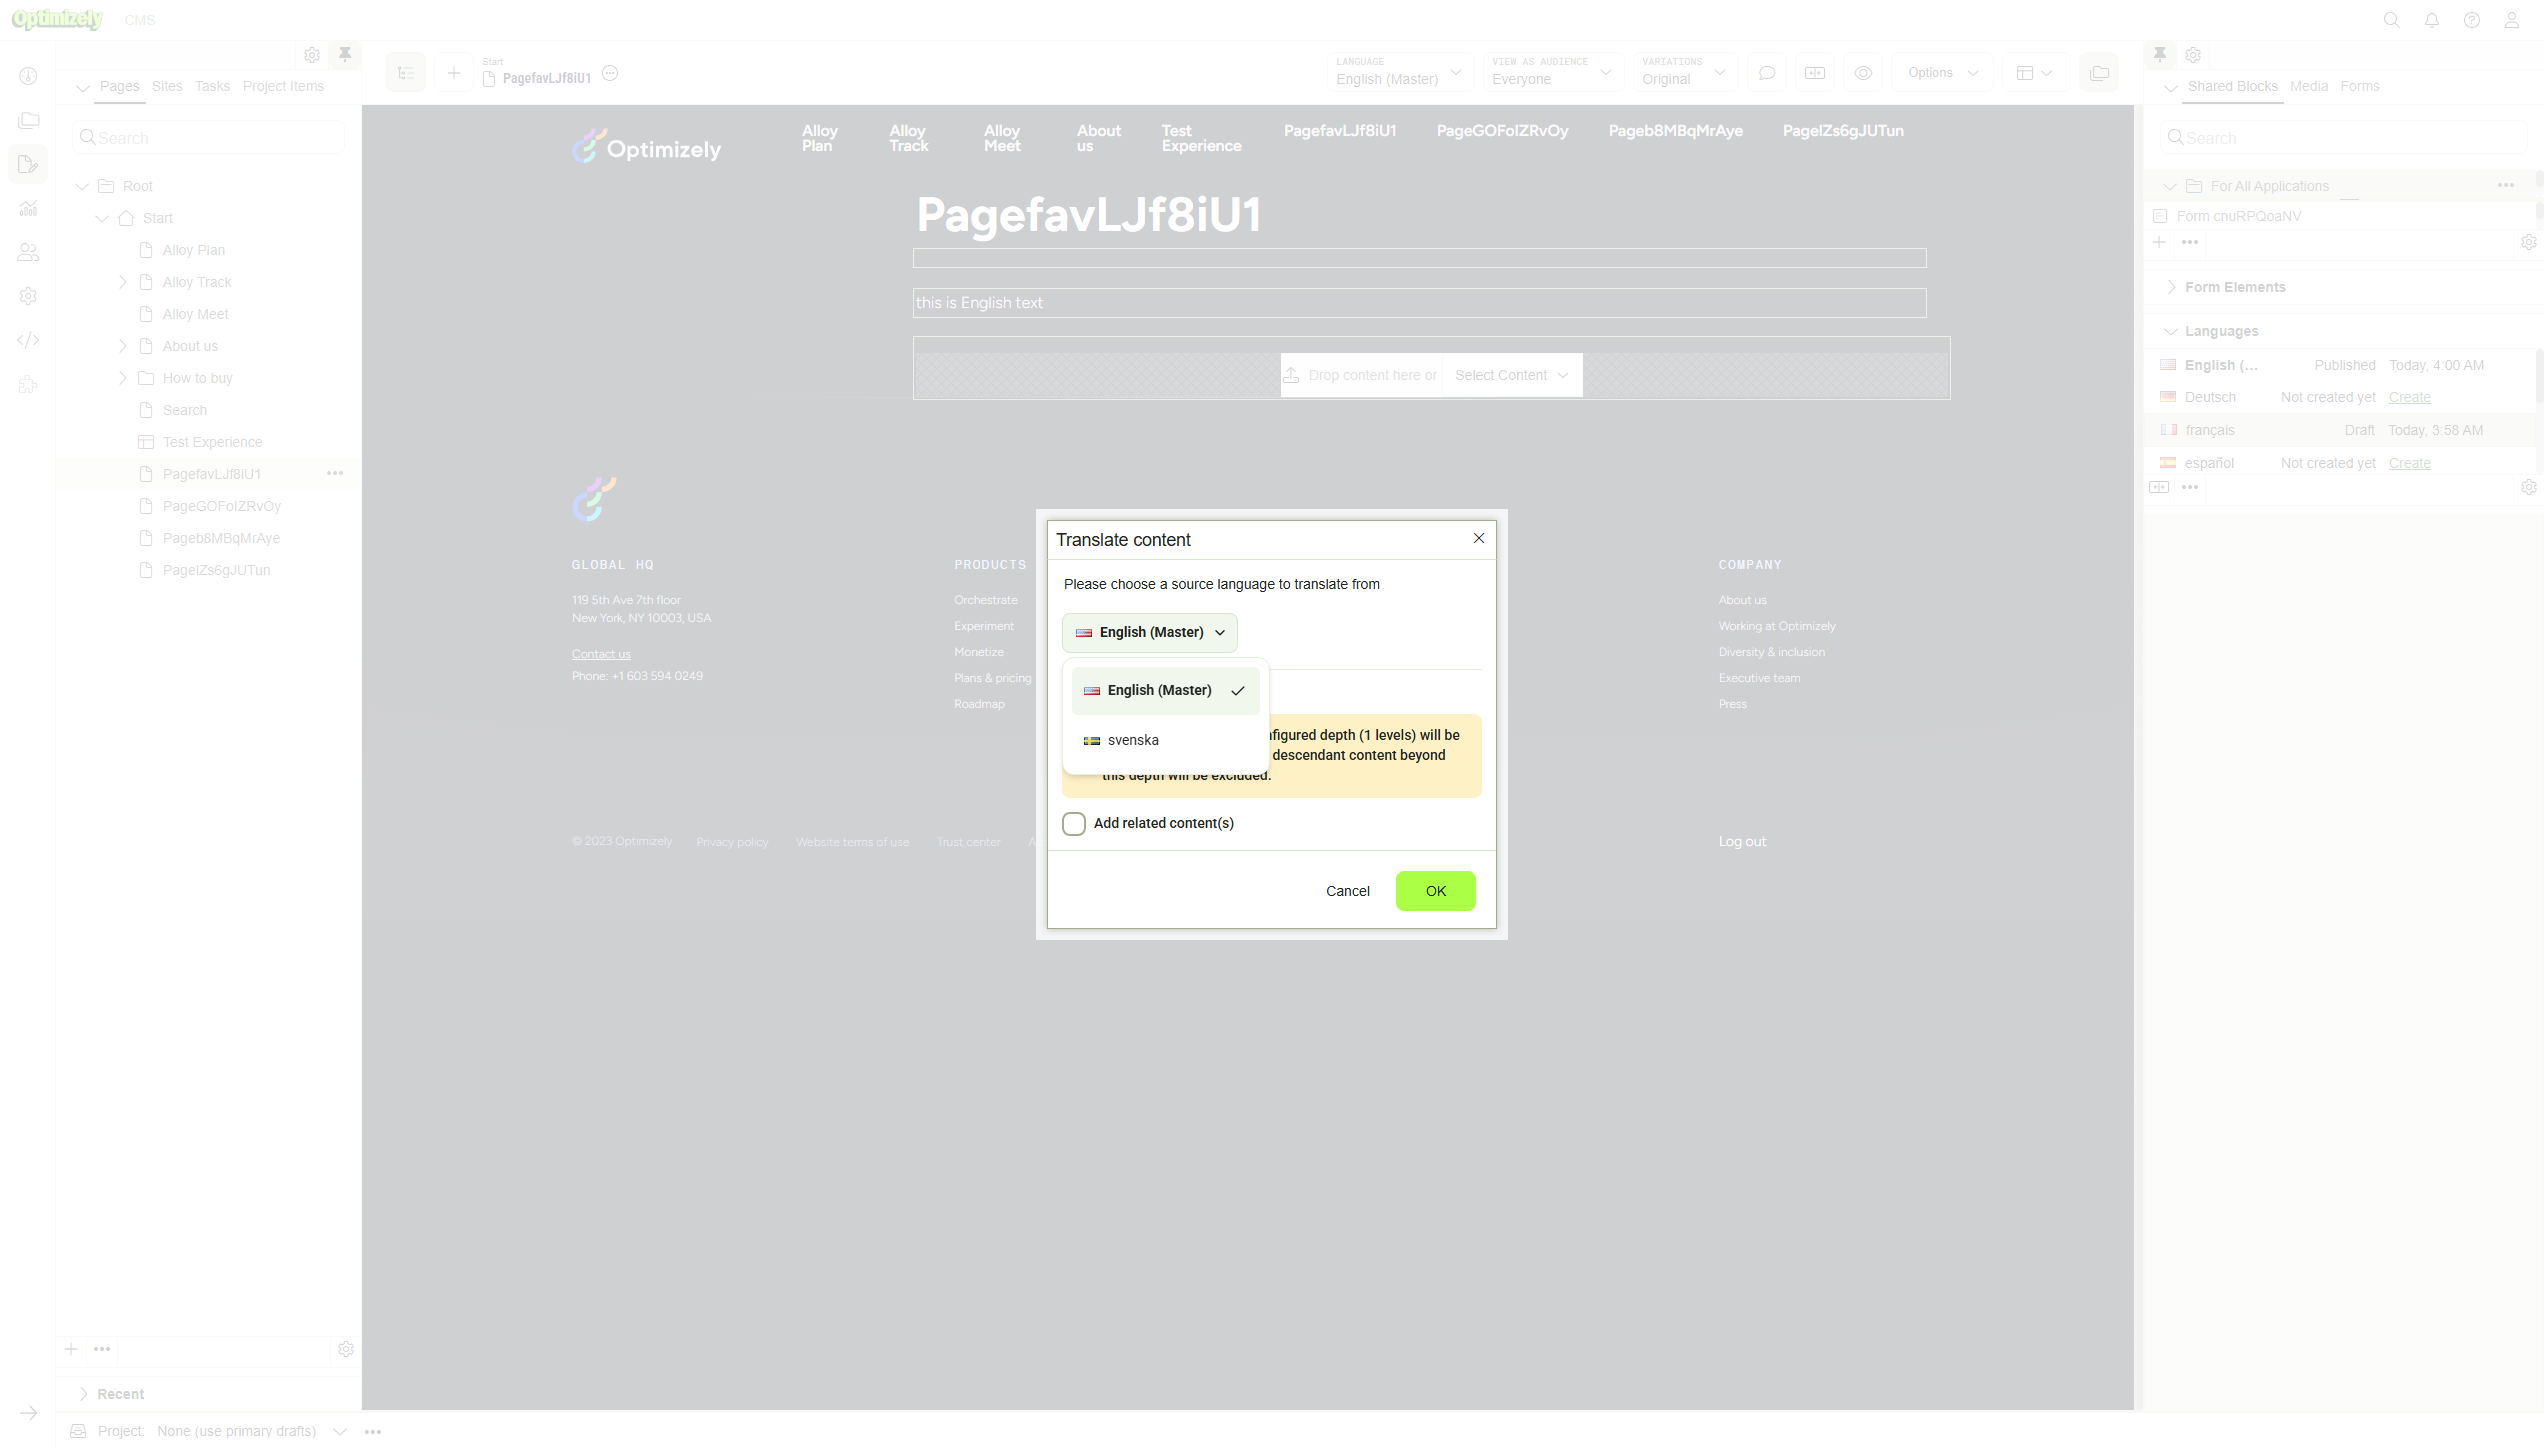 Optimizely
CMS
Pages
Sites
Tasks
Project Items
Search
Root
Start
Alloy Plan
Alloy Track
Alloy Meet
About us
How to buy
Search
Test Experience
PagefavLJf8iU1
PageGOFoIZRvOy
Pageb8MBqMrAye
PageIZs6gJUTun
Recent
Project:
None (use primary drafts)
Start
PagefavLJf8iU1
LANGUAGE
English (Master)
VIEW AS AUDIENCE
Everyone
VARIATIONS
Original
Options
Optimizely
Alloy
Plan
Alloy
Track
Alloy
Meet
About
us
Test
Experience
PagefavLJf8iU1
PageGOFoIZRvOy
Pageb8MBqMrAye
PageIZs6gJUTun
PagefavLJf8iU1
this is English text
Drop content here or
Select Content
GLOBAL HQ
119 5th Ave 7th floor
New York, NY 10003, USA
Contact us
Phone: +1 603 594 0249
PRODUCTS
Orchestrate
Experiment
Monetize
Plans & pricing
Roadmap
COMPANY
About us
Working at Optimizely
Diversity & inclusion
Executive team
Press
© 2023 Optimizely
Privacy policy
Website terms of use
Trust center
Log out
Translate content
Please choose a source language to translate from
English (Master)
English (Master)
svenska
depth (1 levels) will be
descendant content beyond
this depth will be excluded.
Add related content(s)
Cancel
OK
Shared Blocks
Media
Forms
Search
For All Applications
Form cnuRPQoaNV
Form Elements
Languages
English (...
Published
Today, 4:00 AM
Deutsch
Not created yet
Create
français
Draft
Today, 3:58 AM
español
Not created yet
Create